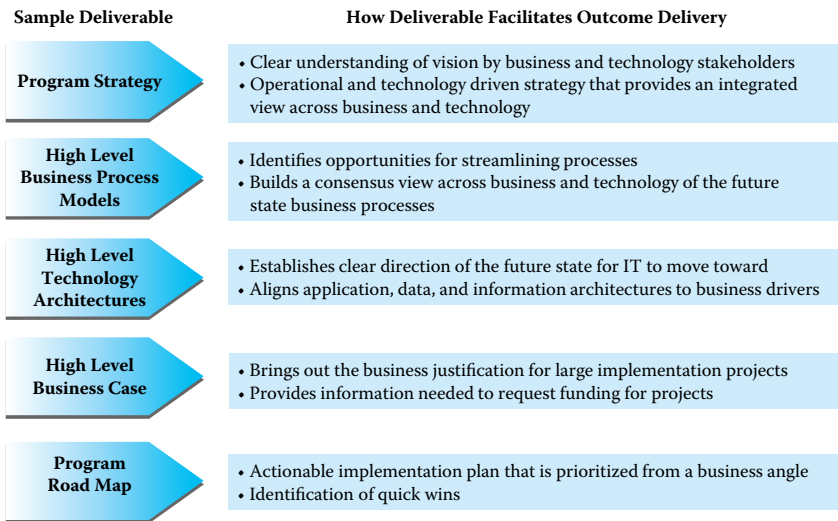 Sample Deliverable
How Deliverable Facilitates Outcome Delivery
Program Strategy
• Clear understanding of vision by business and technology stakeholders
• Operational and technology driven strategy that provides an integrated
view across business and technology
High Level
Business Process
Models
• Identifies opportunities for streamlining processes
• Builds a consensus view across business and technology of the future
state business processes
High Level
Technology
Architectures
• Establishes clear direction of the future state for IT to move toward
• Aligns application, data, and information architectures to business drivers
High Level
Business Case
• Brings out the business justification for large implementation projects
• Provides information needed to request funding for projects
Program
Road Map
• Actionable implementation plan that is prioritized from a business angle
• Identification of quick wins